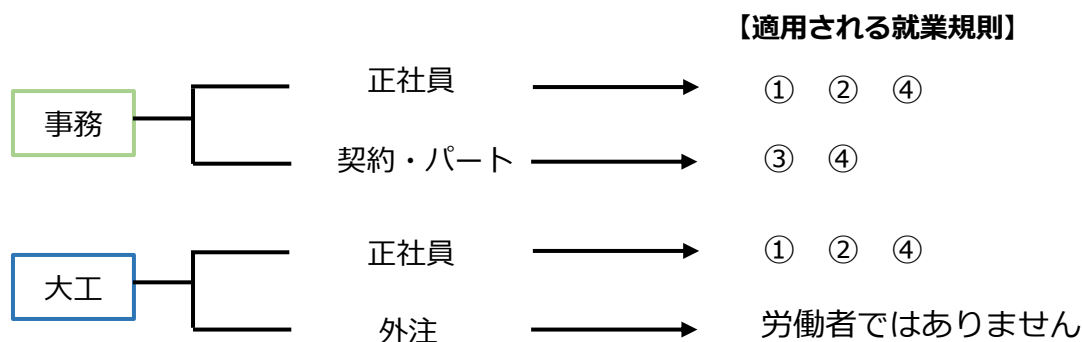 【適用される就業規則】
事務
正社員
① ② ④
契約・パート
③ ④
大工
正社員
① ② ④
外注
労働者ではありません